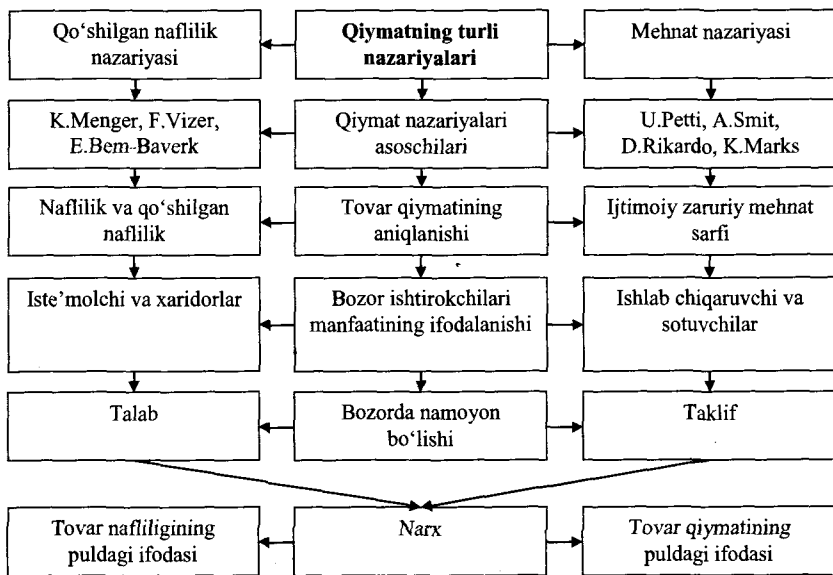 Qo‘shilgan naflilik
nazariyasi
Qiymatning turli
nazariyalari
Mehnat nazariyasi
K.Menger, F.Vizer,
E.Bem-Baverk
Qiymat nazariyalari
asoschilari
U.Petti, A.Smit,
D.Rikardo, K.Marks
Naflilik va qo‘shilgan
naflilik
Tovar qiymatining
aniqlanishi
Ijtimoiy zaruriy mehnat
sarfi
Iste’molchi va xaridorlar
Bozor ishtirokchilari
manfaatining ifodalanishi
Ishlab chiqaruvchi va
sotuvchilar
Talab
Bozorda namoyon
bo‘lishi
Taklif
Tovar nafliligining
puldagi ifodasi
Narx
Tovar qiymatining
puldagi ifodasi